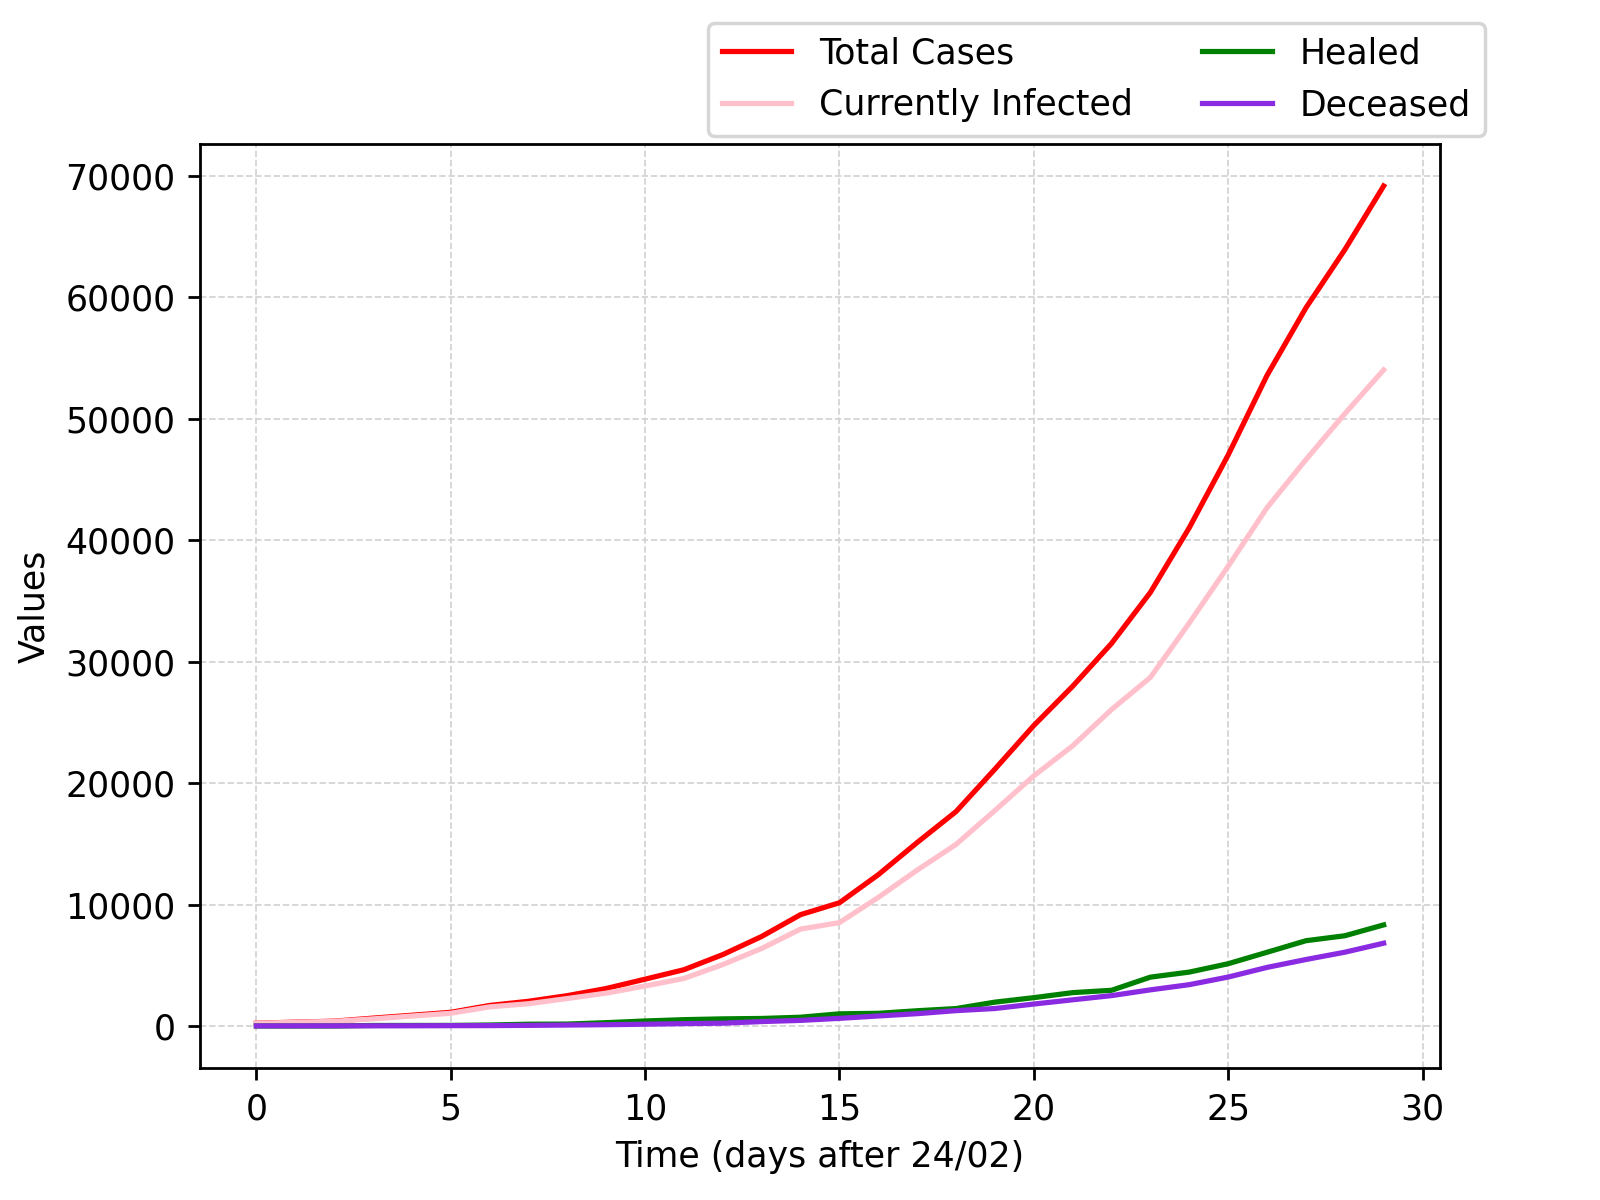 Total Cases
Currently Infected
Healed
Deceased
70000
60000
50000
40000
30000
20000
10000
0
Values
0 5 10 15 20 25 30
Time (days after 24/02)